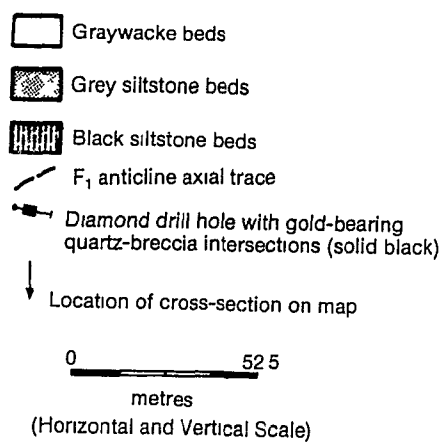 Graywacke beds
Grey siltstone beds
Black siltstone beds
F₁ anticline axial trace
Diamond drill hole with gold-bearing
quartz-breccia intersections (solid black)
Location of cross-section on map
0 52 5
metres
(Horizontal and Vertical Scale)